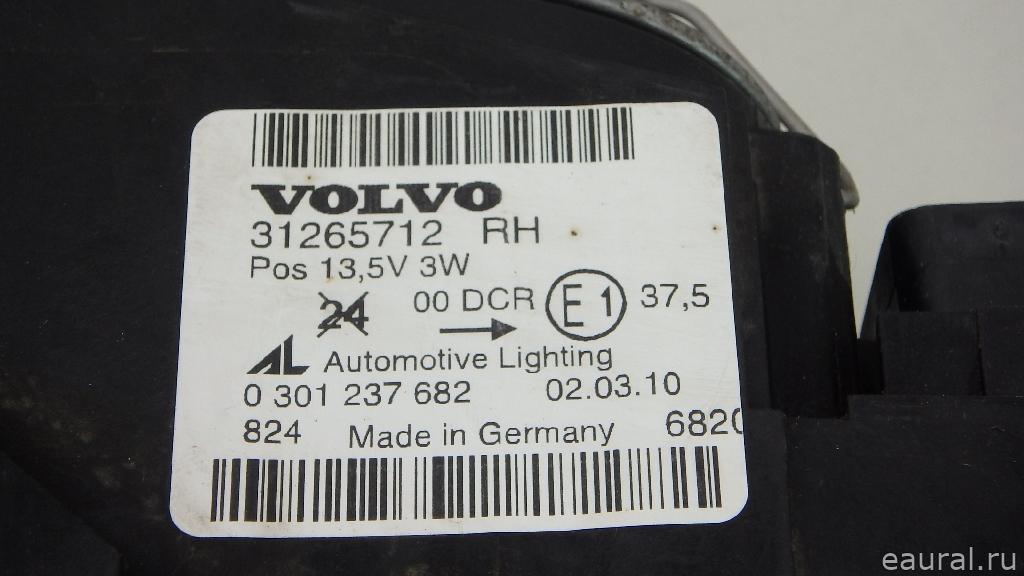 VOLVO
31265712 RH
Pos 13,5V 3W
24 00 DCR E1 37,5
AL Automotive Lighting
0 301 237 682 02.03.10
824 Made in Germany 6820
eaural.ru